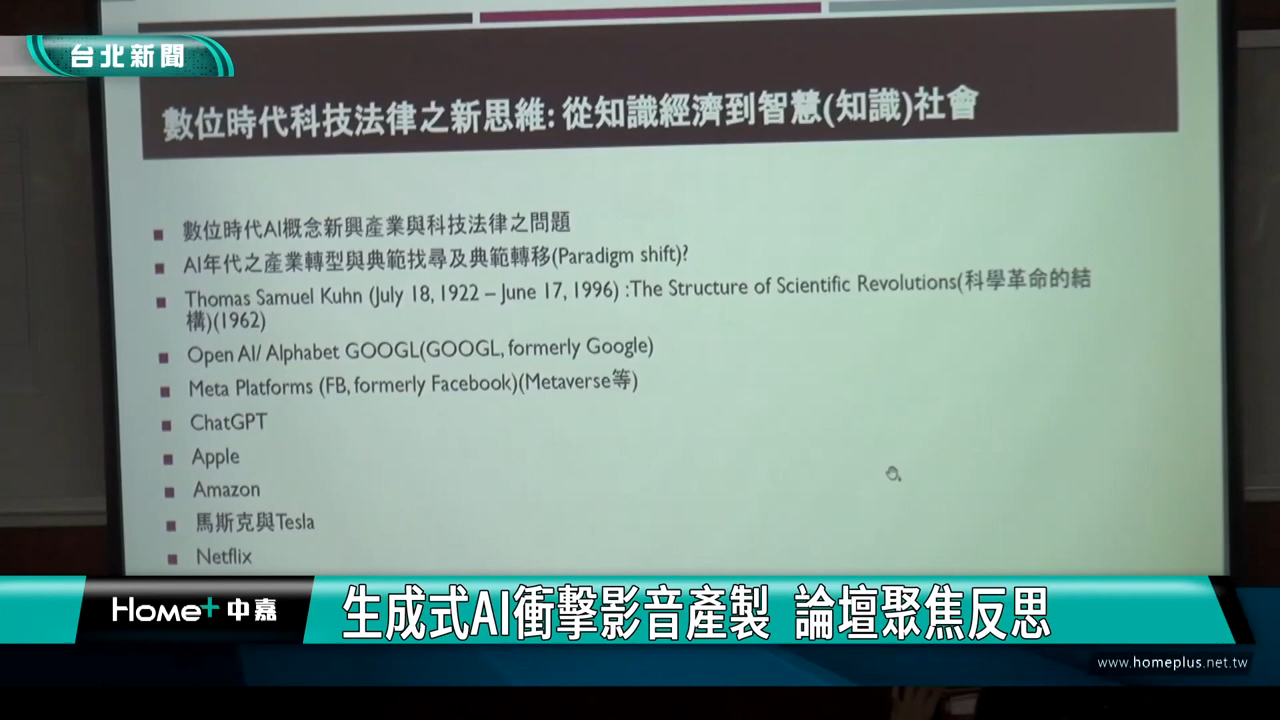 台北新聞
數位時代科技法律之新思維: 從知識經濟到智慧(知識)社會
數位時代AI概念新興產業與科技法律之問題
AI年代之產業轉型與典範找尋及典範轉移(Paradigm shift)?
Thomas Samuel Kuhn (July 18, 1922 – June 17, 1996) :The Structure of Scientific Revolutions(科學革命的結
構)(1962)
Open AI/ Alphabet GOOGL(GOOGL, formerly Google)
Meta Platforms (FB, formerly Facebook)(Metaverse等)
ChatGPT
Apple
Amazon
馬斯克與Tesla
Netflix
Home+ 中嘉
生成式AI衝擊影音產製 論壇聚焦反思
www.homeplus.net.tw